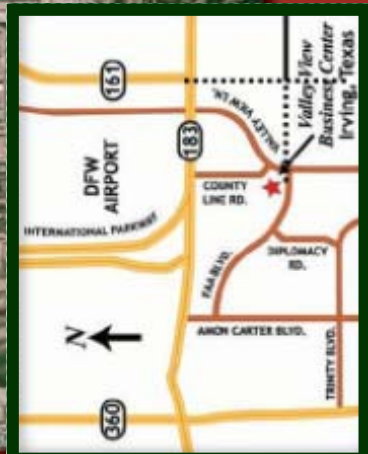 161
183
VALLEY VIEW LN.
Valley View
Business Center
Irving, Texas
DFW
AIRPORT
COUNTY
LINE RD.
INTERNATIONAL PARKWAY
FAA BLVD.
DIPLOMACY
RD.
N
AMON CARTER BLVD.
TRINITY BLVD.
360